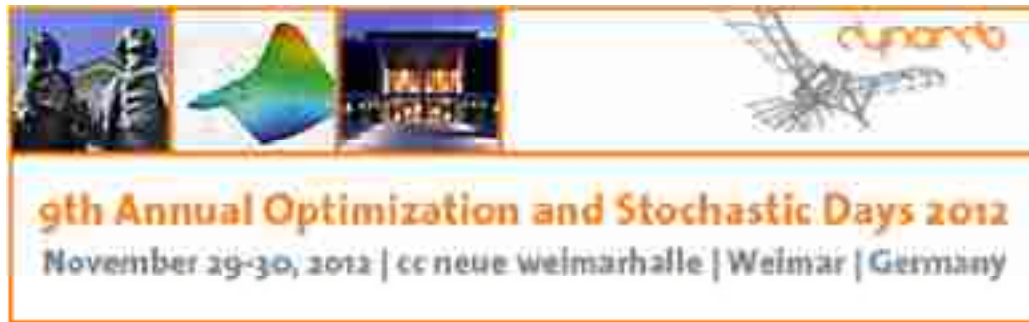 dynardo
9th Annual Optimization and Stochastic Days 2012
November 29-30, 2012 | cc neue weimarhalle | Weimar | Germany